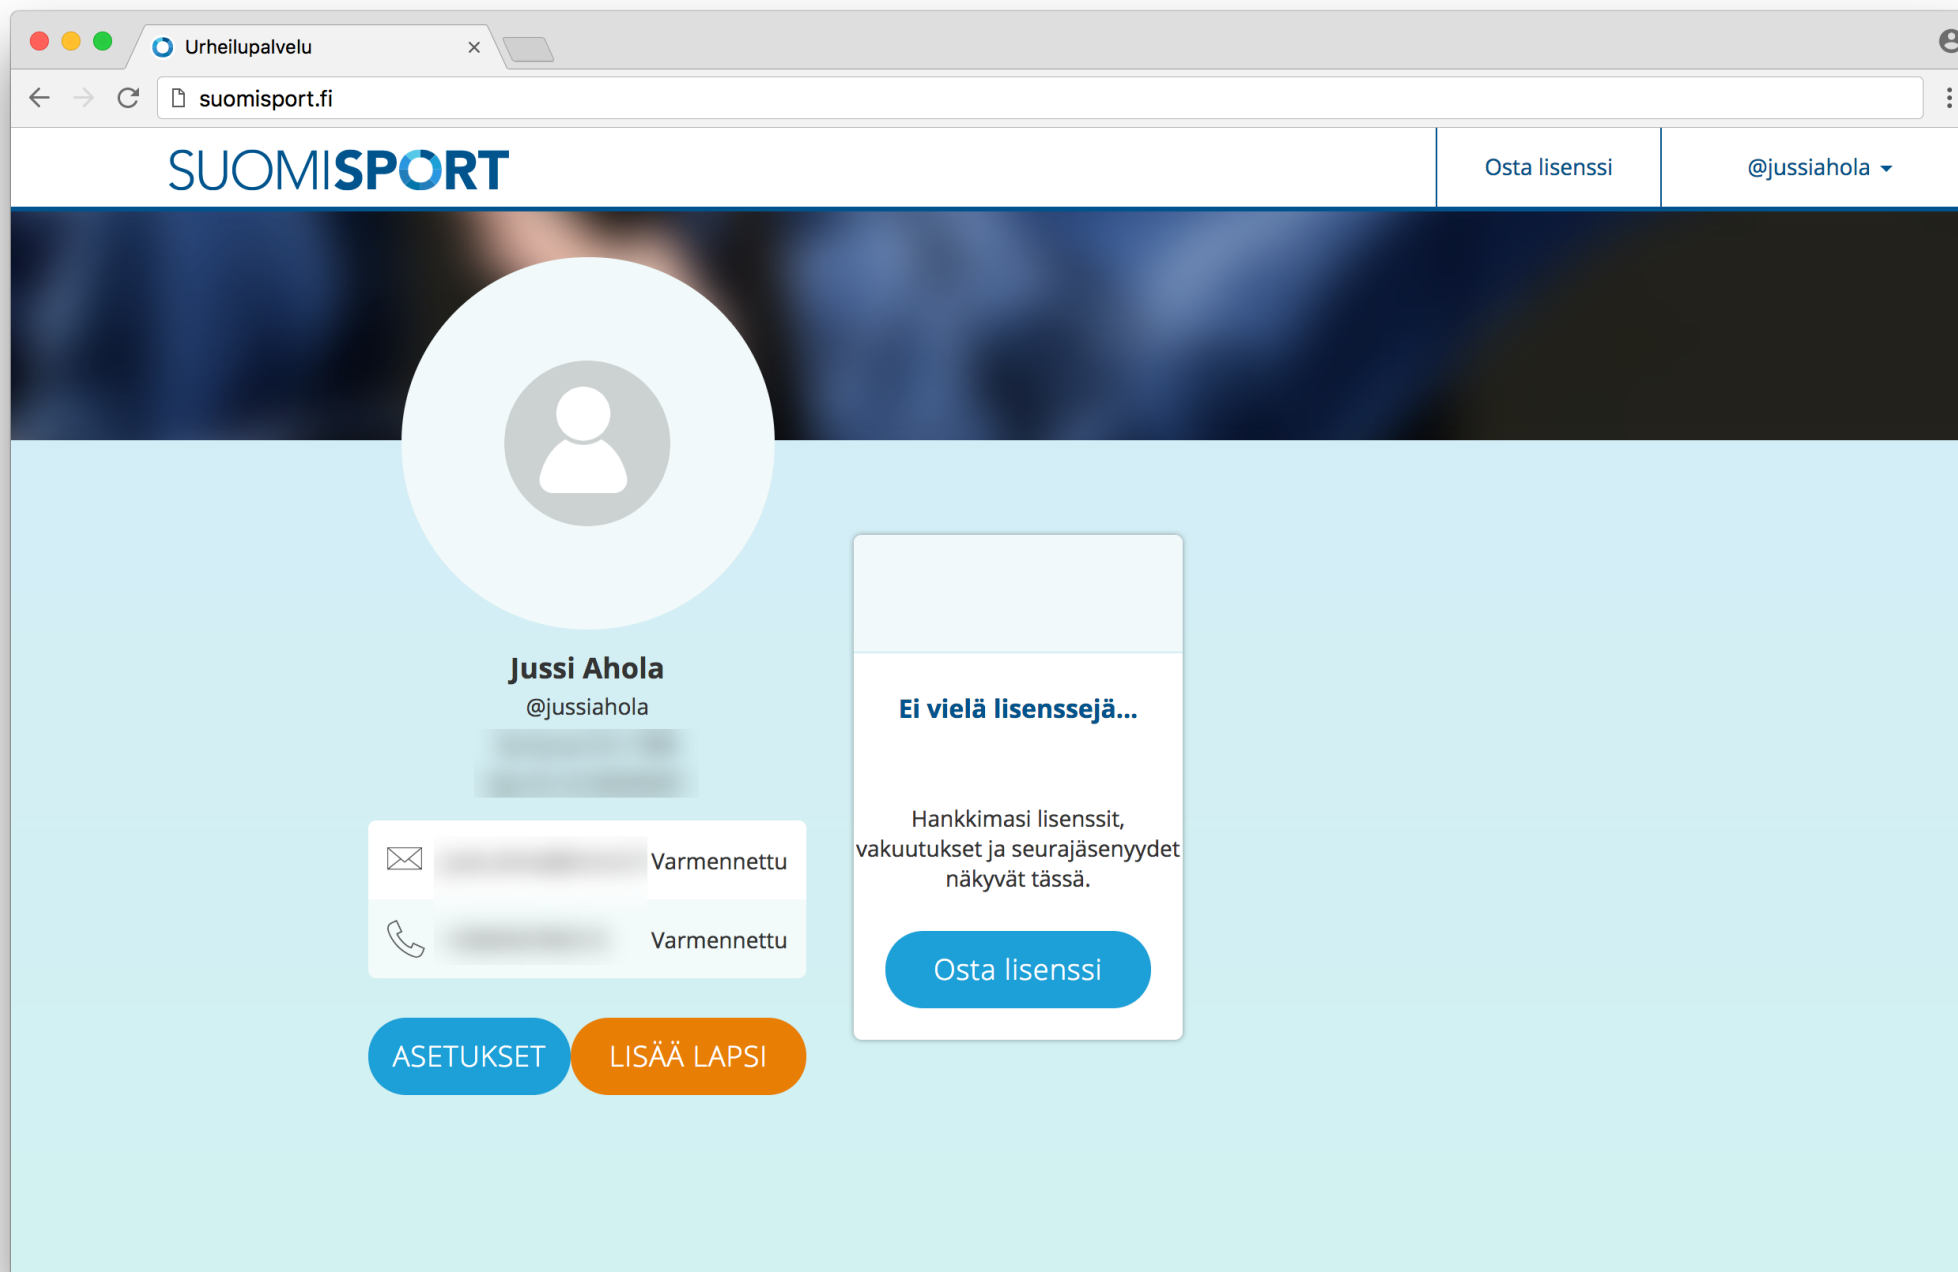 Urheilupalvelu
suomisport.fi
SUOMISPORT
Osta lisenssi
@jussiahola
Jussi Ahola
@jussiahola
Varmennettu
Varmennettu
ASETUKSET
LISÄÄ LAPSI
Ei vielä lisenssejä...
Hankkimasi lisenssit,
vakuutukset ja seurajäsenyydet
näkyvät tässä.
Osta lisenssi